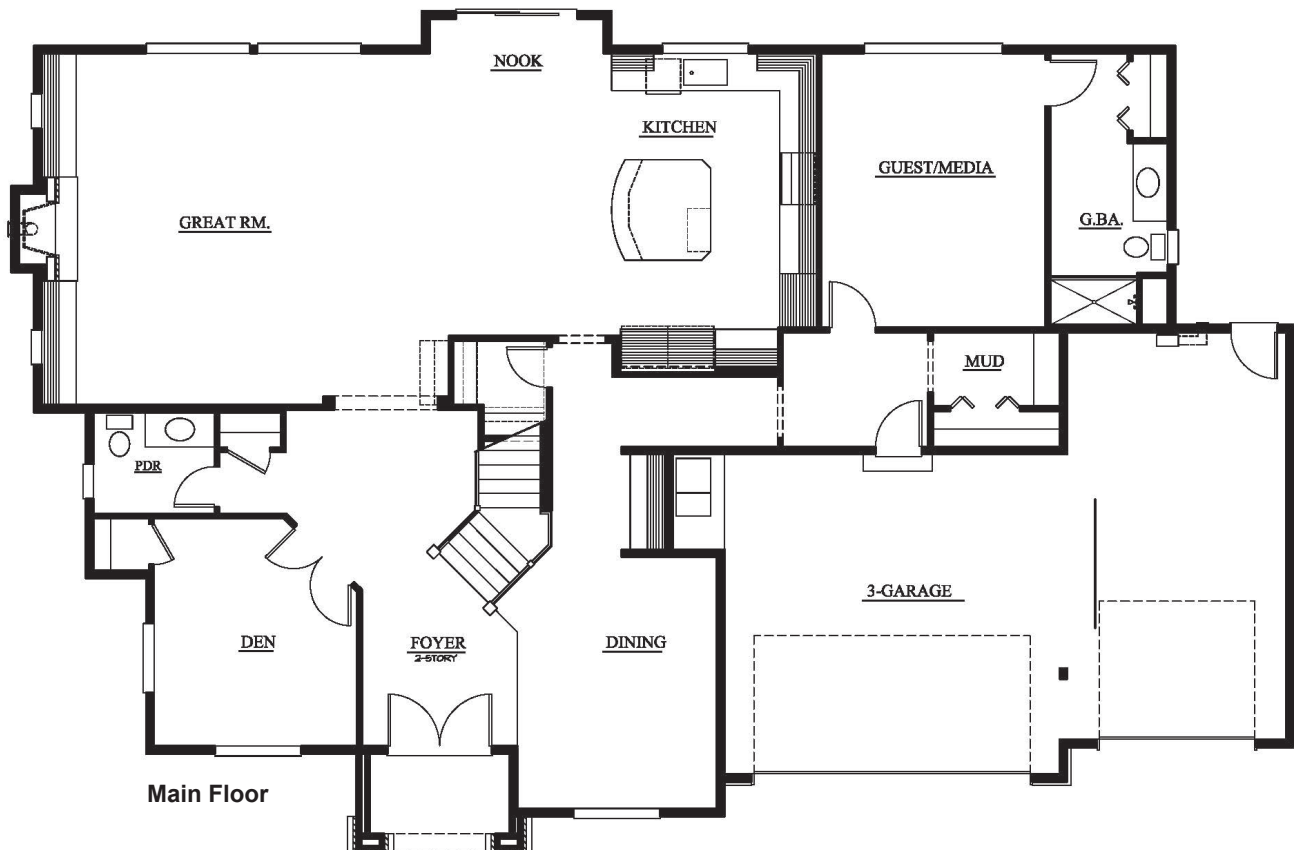 NOOK
KITCHEN
GUEST/MEDIA
GREAT RM.
G.BA.
MUD
PDR
3-GARAGE
DEN
FOYER
2-STORY
DINING
Main Floor